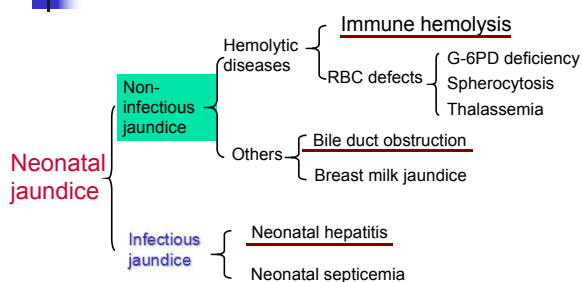 Immune hemolysis
Hemolytic
diseases
RBC defects
G-6PD deficiency
Spherocytosis
Thalassemia
Non-
infectious
jaundice
Others
Bile duct obstruction
Breast milk jaundice
Neonatal
jaundice
Infectious
jaundice
Neonatal hepatitis
Neonatal septicemia